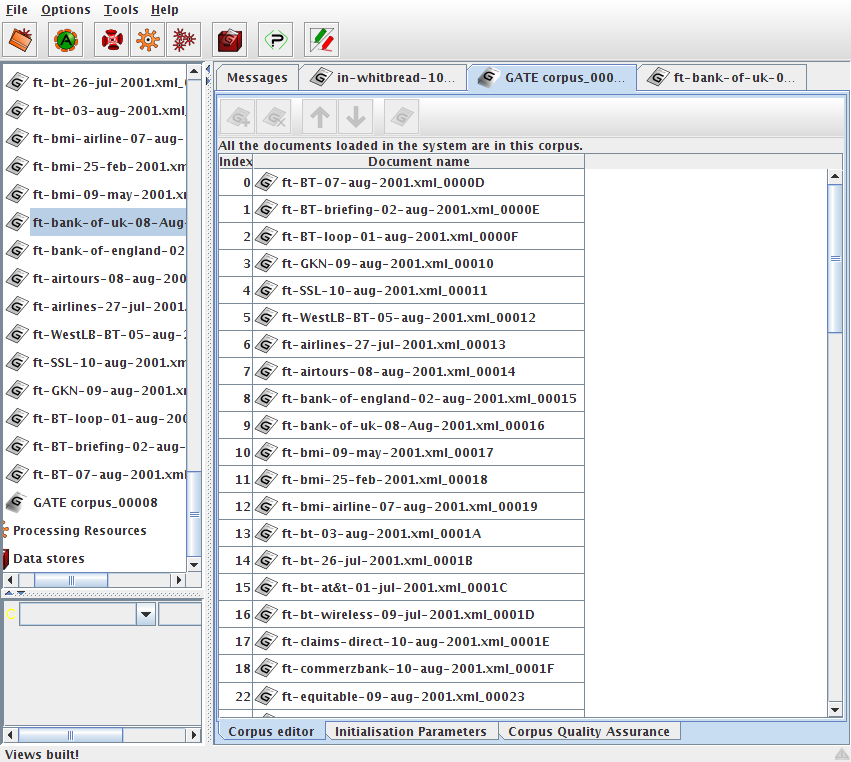 File Options Tools Help
ft-bt-26-jul-2001.xml_
ft-bt-03-aug-2001.xml
ft-bmi-airline-07-aug-
ft-bmi-25-feb-2001.xm
ft-bmi-09-may-2001.x
ft-bank-of-uk-08-Aug-
ft-bank-of-england-02
ft-airtours-08-aug-200
ft-airlines-27-jul-2001.
ft-WestLB-BT-05-aug-
ft-SSL-10-aug-2001.xm
ft-GKN-09-aug-2001.x
ft-BT-loop-01-aug-200
ft-BT-briefing-02-aug-
ft-BT-07-aug-2001.xml
GATE corpus_00008
Processing Resources
Data stores
Messages in-whitbread-10... GATE corpus_000... ft-bank-of-uk-0...
All the documents loaded in the system are in this corpus.
Index Document name
0 ft-BT-07-aug-2001.xml_0000D
1 ft-BT-briefing-02-aug-2001.xml_0000E
2 ft-BT-loop-01-aug-2001.xml_0000F
3 ft-GKN-09-aug-2001.xml_00010
4 ft-SSL-10-aug-2001.xml_00011
5 ft-WestLB-BT-05-aug-2001.xml_00012
6 ft-airlines-27-jul-2001.xml_00013
7 ft-airtours-08-aug-2001.xml_00014
8 ft-bank-of-england-02-aug-2001.xml_00015
9 ft-bank-of-uk-08-Aug-2001.xml_00016
10 ft-bmi-09-may-2001.xml_00017
11 ft-bmi-25-feb-2001.xml_00018
12 ft-bmi-airline-07-aug-2001.xml_00019
13 ft-bt-03-aug-2001.xml_0001A
14 ft-bt-26-jul-2001.xml_0001B
15 ft-bt-at&t-01-jul-2001.xml_0001C
16 ft-bt-wireless-09-jul-2001.xml_0001D
17 ft-claims-direct-10-aug-2001.xml_0001E
18 ft-commerzbank-10-aug-2001.xml_0001F
22 ft-equitable-09-aug-2001.xml_00023
Corpus editor Initialisation Parameters Corpus Quality Assurance
Views built!